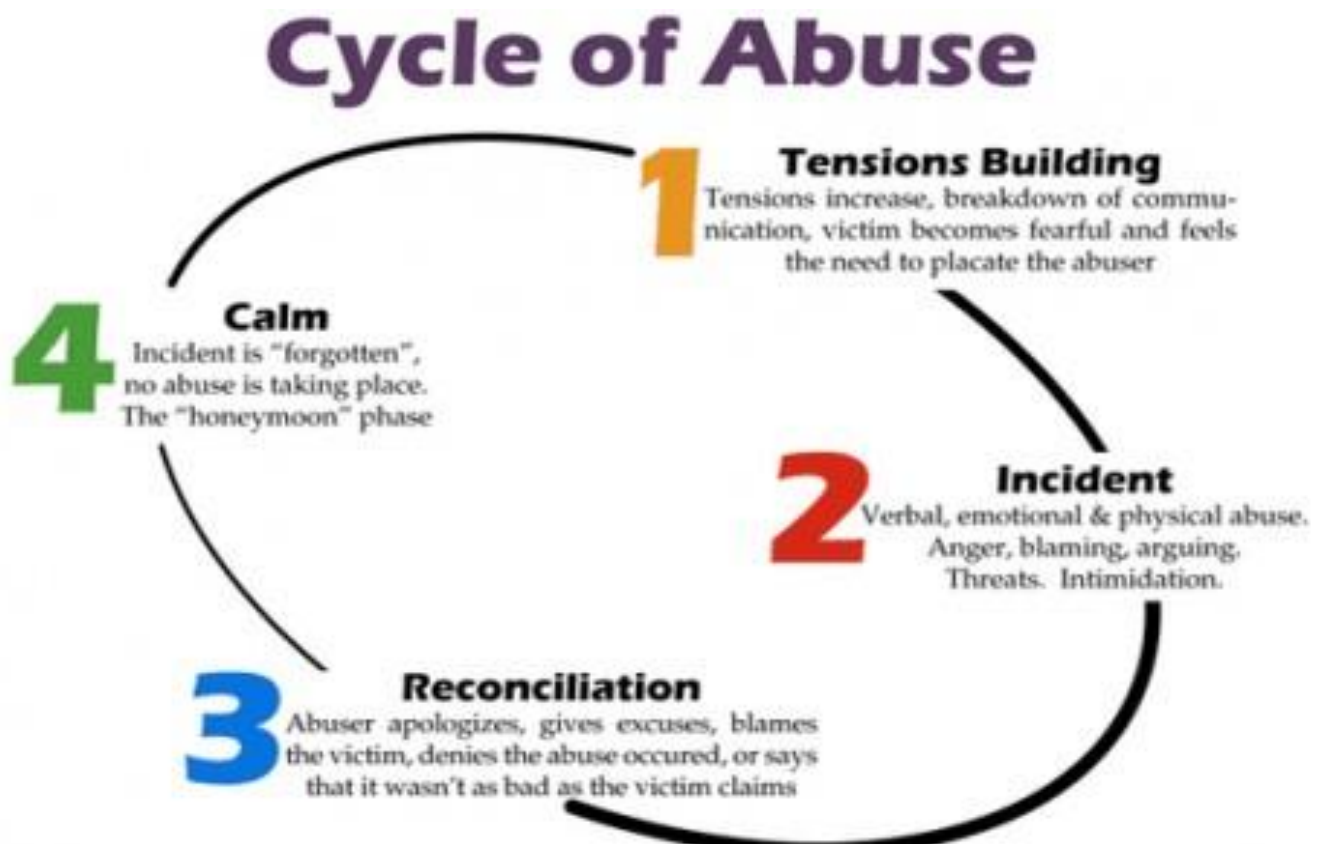 Cycle of Abuse
1
Tensions Building
Tensions increase, breakdown of commu-
nication, victim becomes fearful and feels
the need to placate the abuser
2
Incident
Verbal, emotional & physical abuse.
Anger, blaming, arguing.
Threats. Intimidation.
3
Reconciliation
Abuser apologizes, gives excuses, blames
the victim, denies the abuse occured, or says
that it wasn't as bad as the victim claims
4
Calm
Incident is “forgotten”,
no abuse is taking place.
The “honeymoon” phase